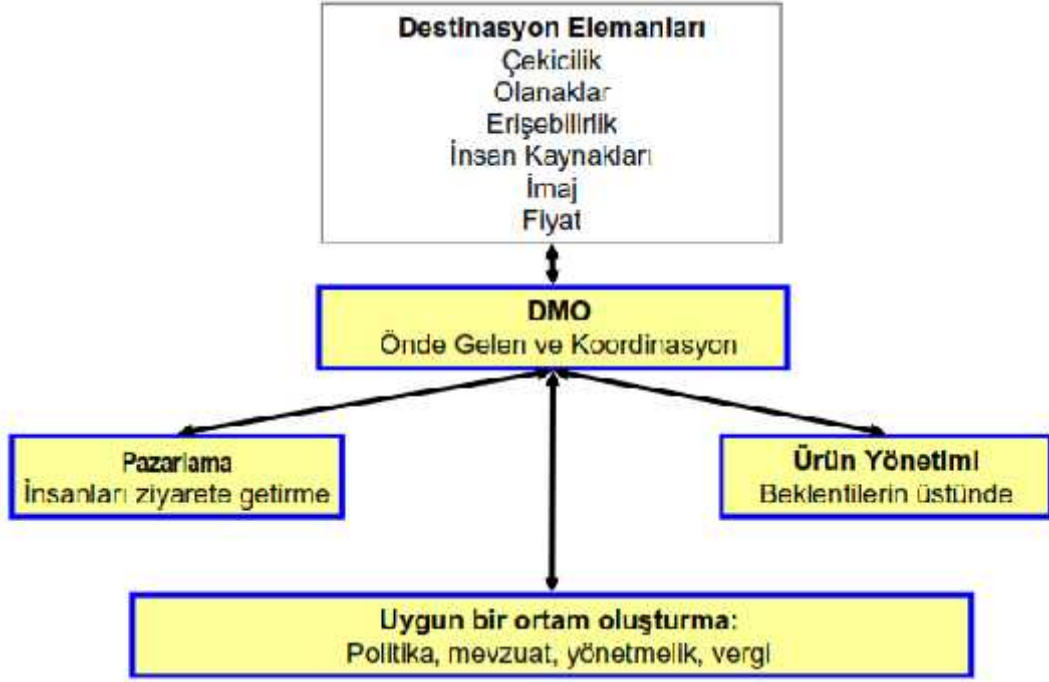 Destinasyon Elemanları
Çekicilik
Olanaklar
Erişebilirlik
İnsan Kaynakları
İmaj
Fiyat
DMO
Önde Gelen ve Koordinasyon
Pazarlama
İnsanları ziyarete getirme
Ürün Yönetimi
Beklentilerin üstünde
Uygun bir ortam oluşturma:
Politika, mevzuat, yönetmelik, vergi